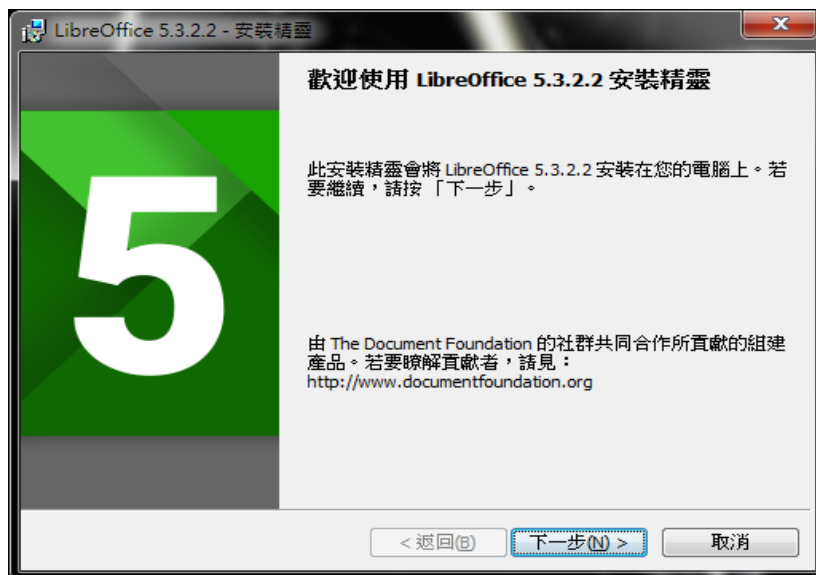 LibreOffice 5.3.2.2 - 安裝精靈
5
歡迎使用 LibreOffice 5.3.2.2 安裝精靈
此安裝精靈會將 LibreOffice 5.3.2.2 安裝在您的電腦上。若
要繼續，請按「下一步」。
由 The Document Foundation 的社群共同合作所貢獻的組建
產品。若要瞭解貢獻者，請見：
http://www.documentfoundation.org
< 返回(B)
下一步(N) >
取消